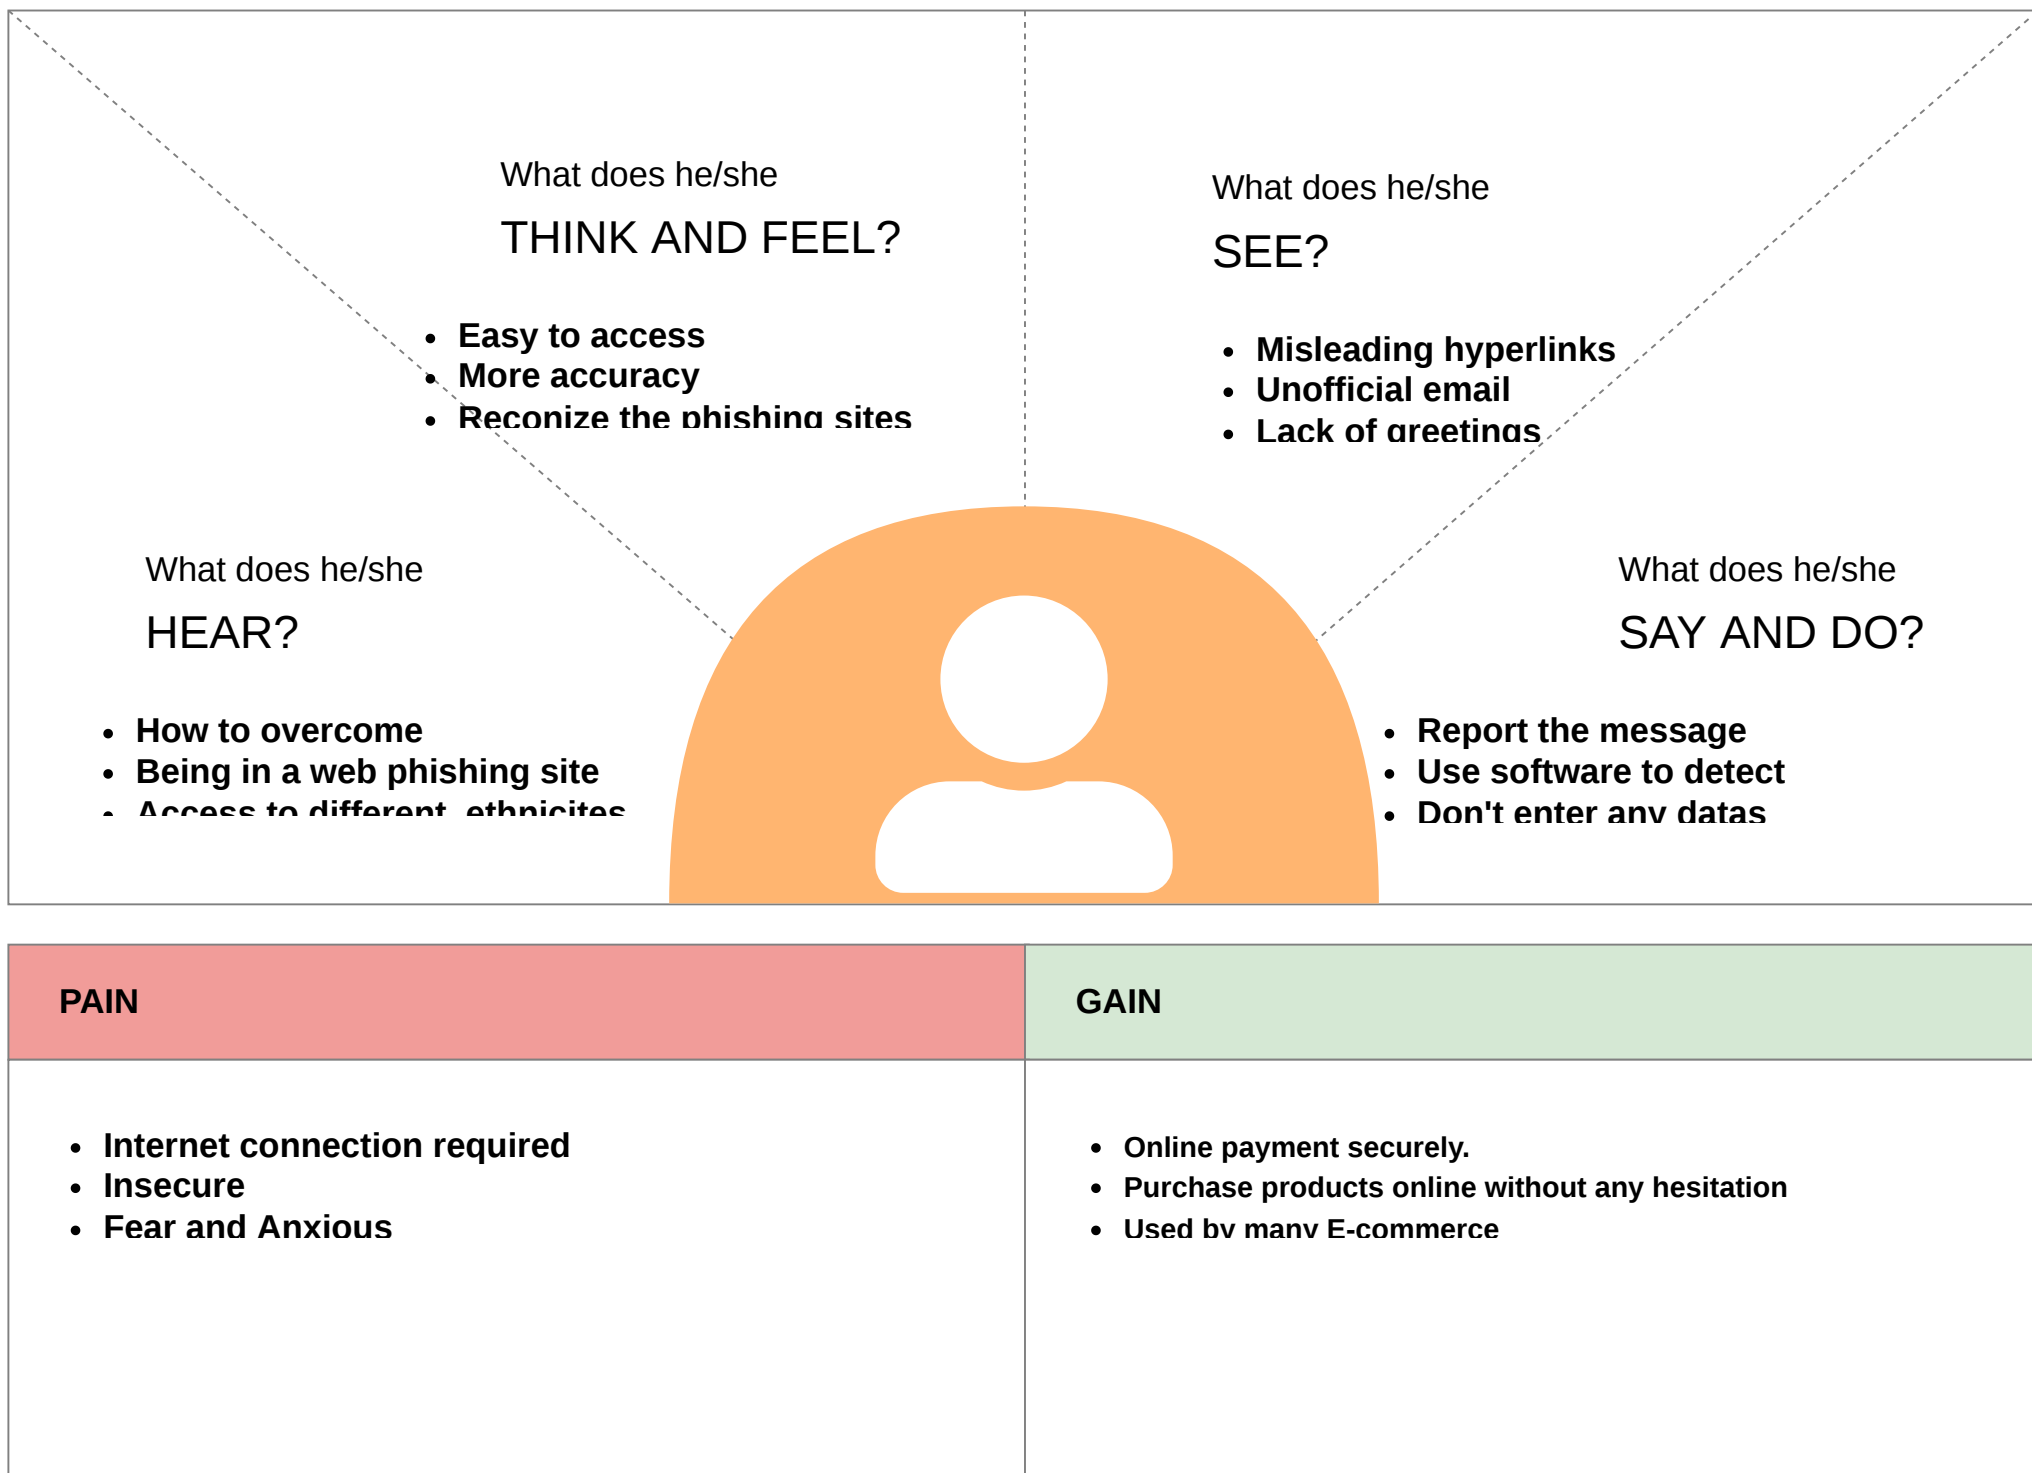 What does he/she
THINK AND FEEL?
• Easy to access
• More accuracy
• Reconize the phishing sites
What does he/she
SEE?
• Misleading hyperlinks
• Unofficial email
• Lack of greetings
What does he/she
HEAR?
• How to overcome
• Being in a web phishing site
• Access to different ethnicites
What does he/she
SAY AND DO?
• Report the message
• Use software to detect
• Don't enter any datas
PAIN
• Internet connection required
• Insecure
• Fear and Anxious
GAIN
• Online payment securely.
• Purchase products online without any hesitation
• Used by many E-commerce